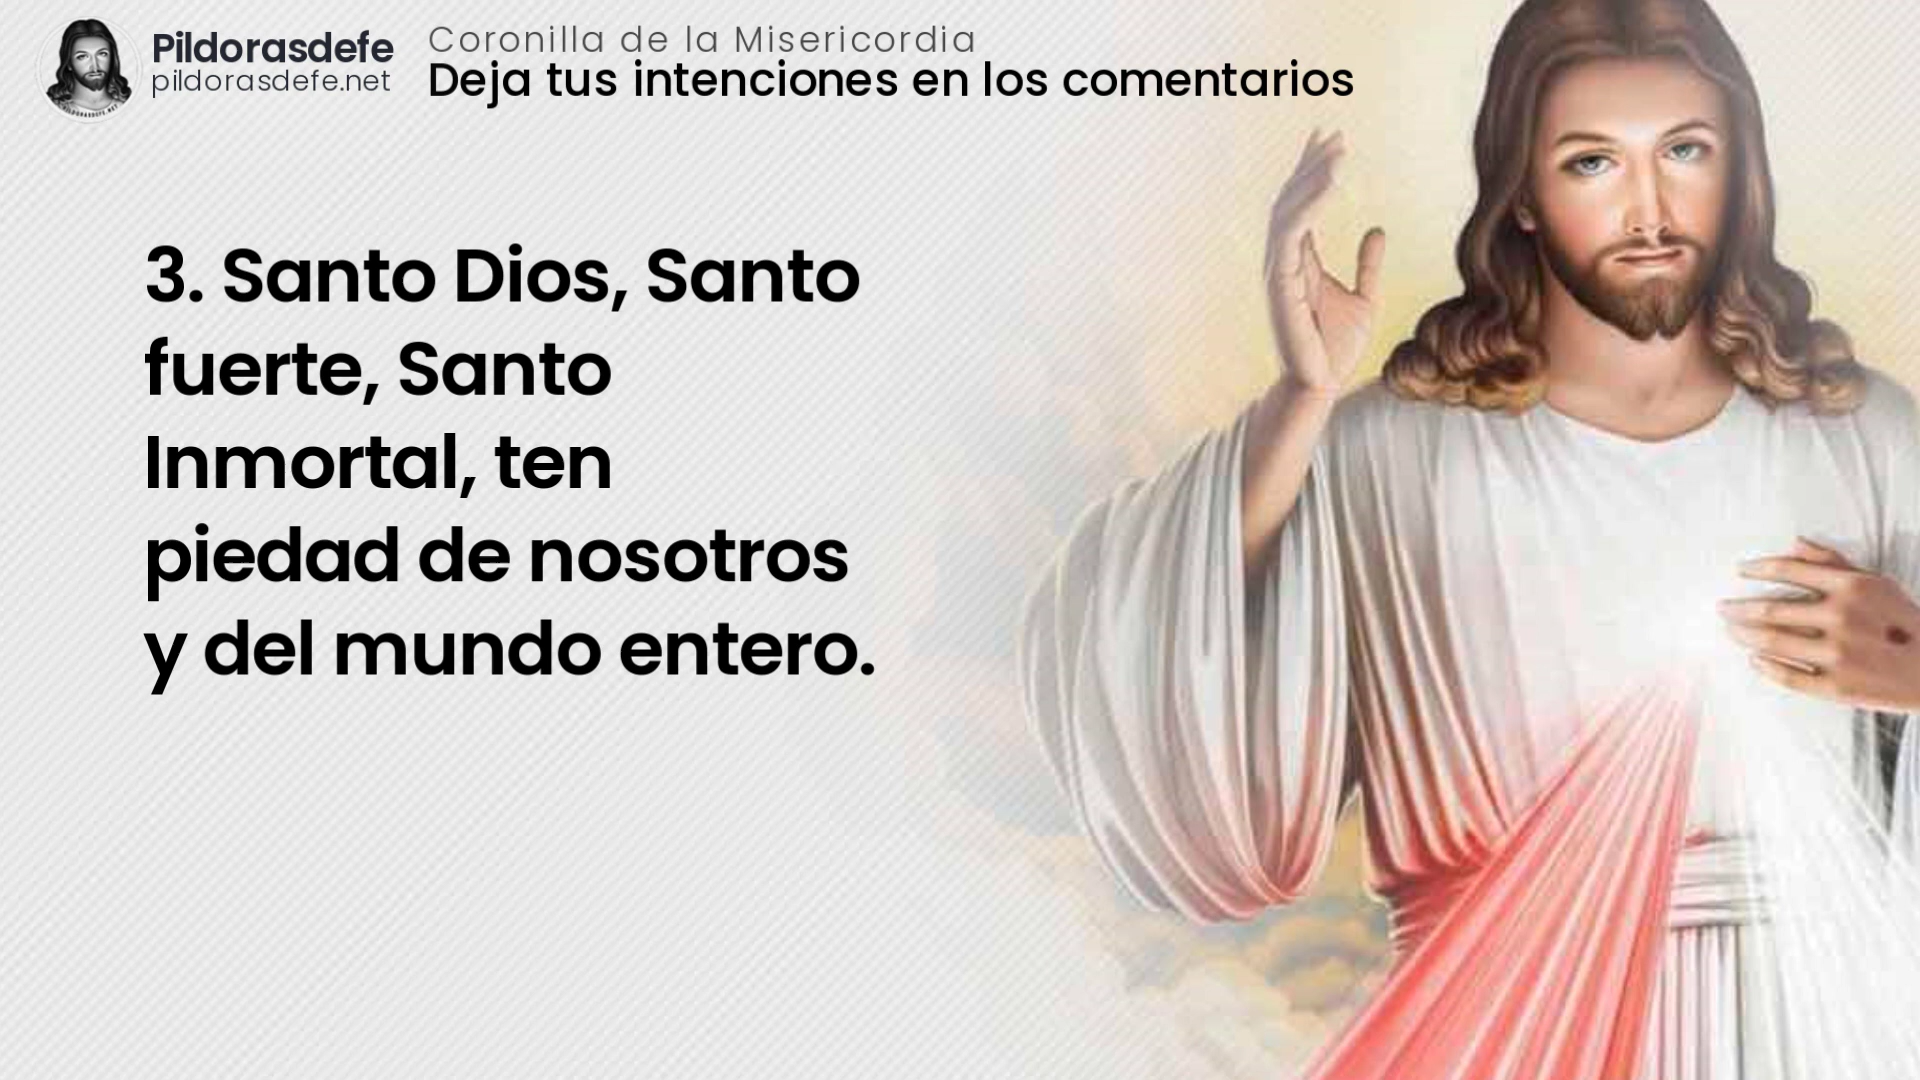 Pildorasdefe
pildorasdefe.net
Coronilla de la Misericordia
Deja tus intenciones en los comentarios
3. Santo Dios, Santo
fuerte, Santo
Inmortal, ten
piedad de nosotros
y del mundo entero.